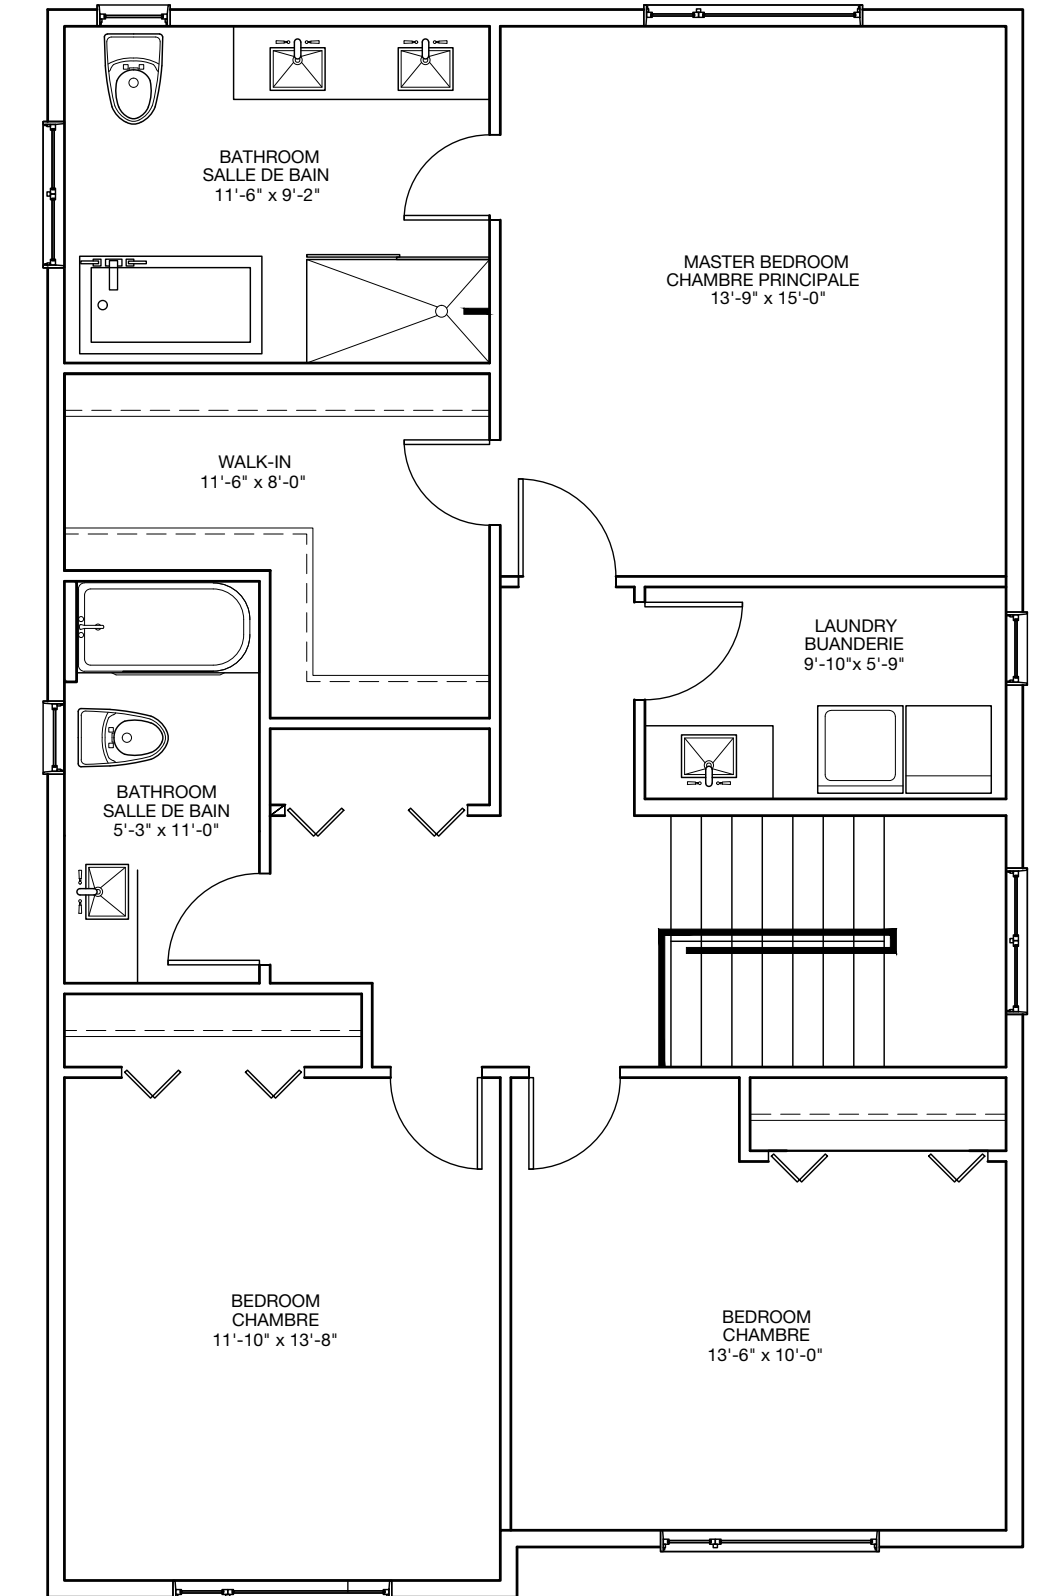 BATHROOM
SALLE DE BAIN
11'-6" x 9'-2"
MASTER BEDROOM
CHAMBRE PRINCIPALE
13'-9" x 15'-0"
WALK-IN
11'-6" x 8'-0"
LAUNDRY
BUANDERIE
9'-10"x 5'-9"
BATHROOM
SALLE DE BAIN
5'-3" x 11'-0"
BEDROOM
CHAMBRE
11'-10" x 13'-8"
BEDROOM
CHAMBRE
13'-6" x 10'-0"